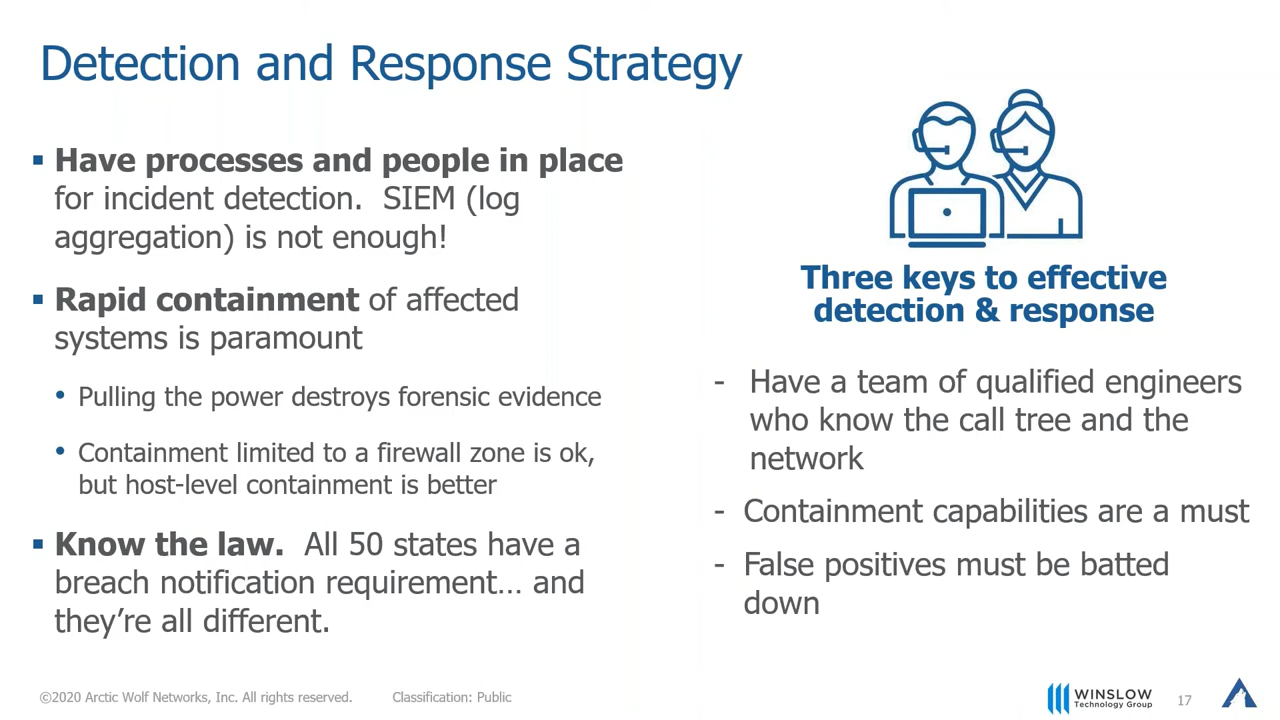 Detection and Response Strategy
▪ Have processes and people in place
for incident detection.  SIEM (log
aggregation) is not enough!
▪ Rapid containment of affected
systems is paramount
• Pulling the power destroys forensic evidence
• Containment limited to a firewall zone is ok,
but host-level containment is better
▪ Know the law.  All 50 states have a
breach notification requirement… and
they’re all different.
Three keys to effective
detection & response
- Have a team of qualified engineers
who know the call tree and the
network
- Containment capabilities are a must
- False positives must be batted
down
©2020 Arctic Wolf Networks, Inc. All rights reserved.
Classification: Public
WINSLOW
Technology Group
17